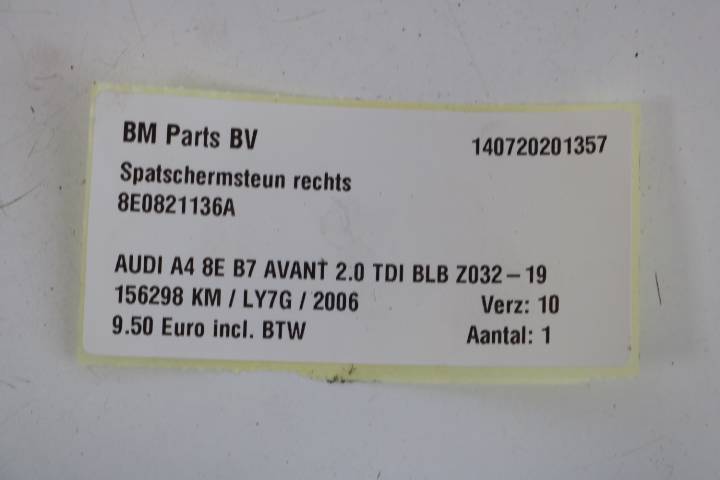 BM Parts BV 140720201357
Spatschermsteun rechts
8E0821136A
AUDI A4 8E B7 AVANT 2.0 TDI BLB Z032-19
156298 KM / LY7G / 2006 Verz: 10
9.50 Euro incl. BTW Aantal: 1